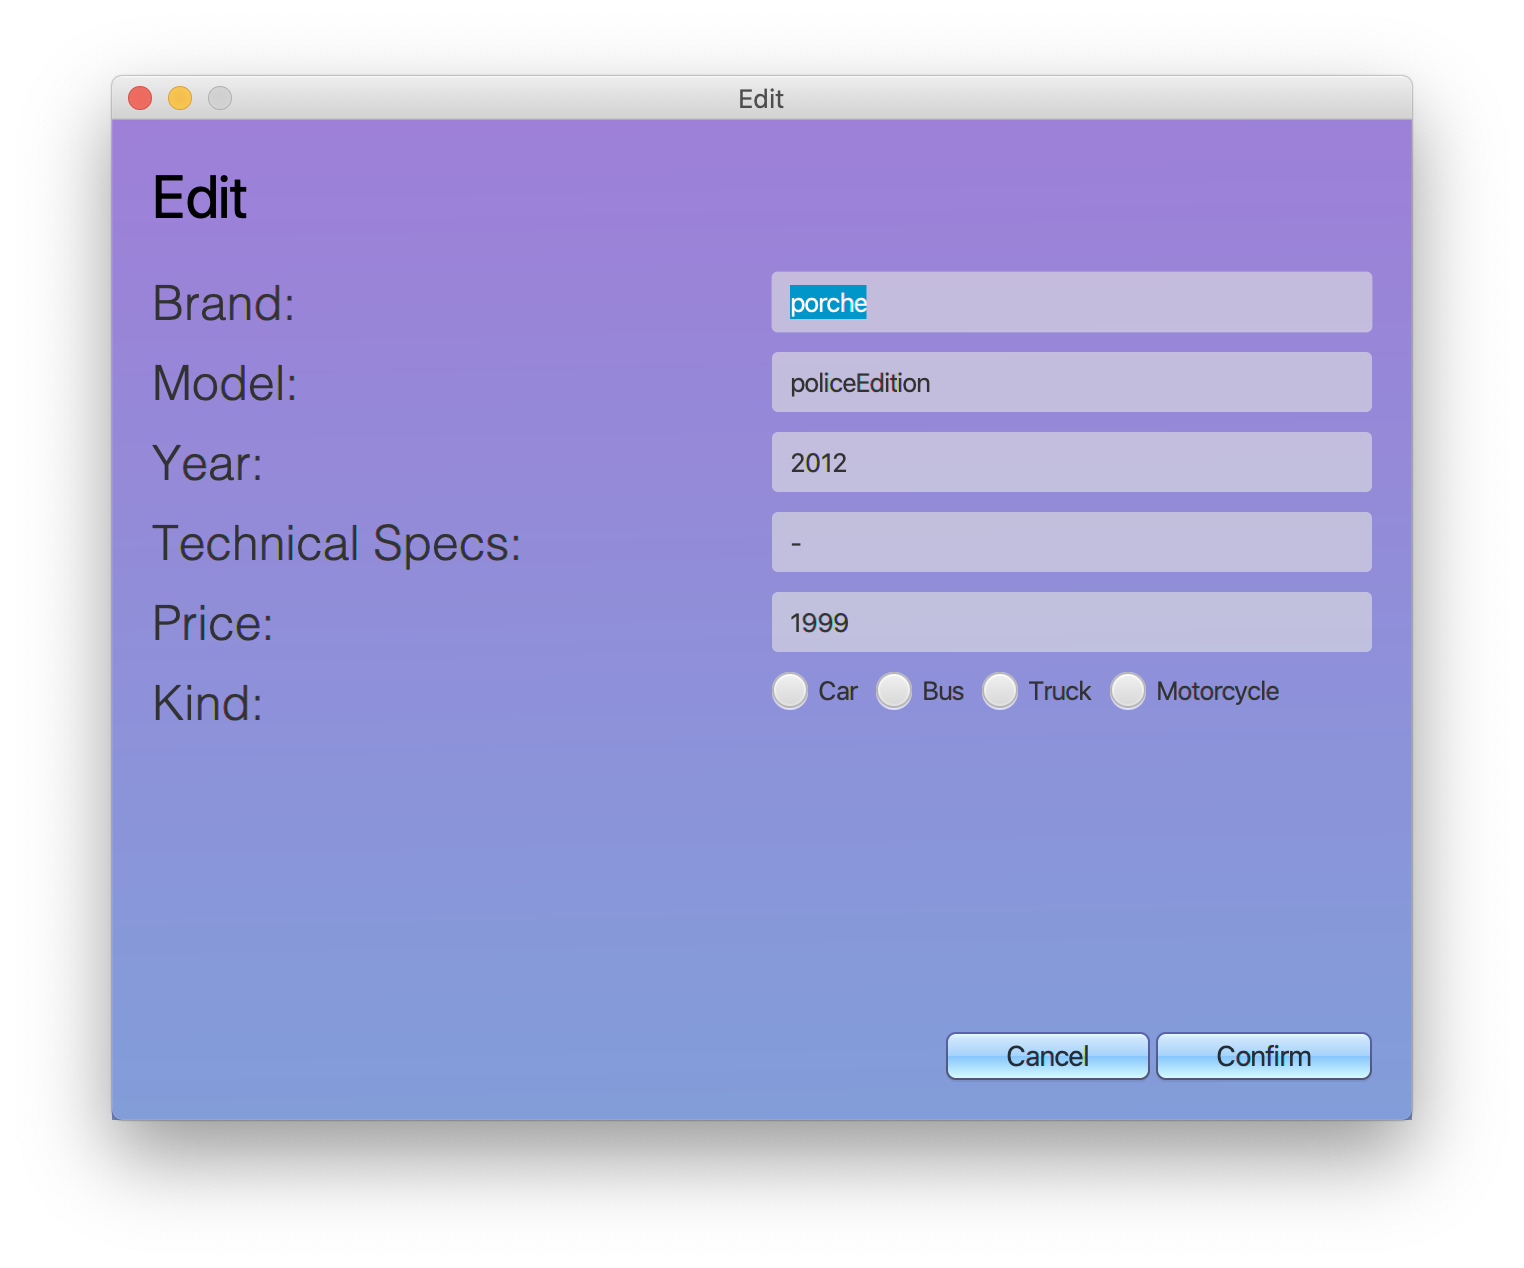 Edit
Edit
Brand: porche
Model: policeEdition
Year: 2012
Technical Specs: -
Price: 1999
Kind: Car Bus Truck Motorcycle
Cancel Confirm